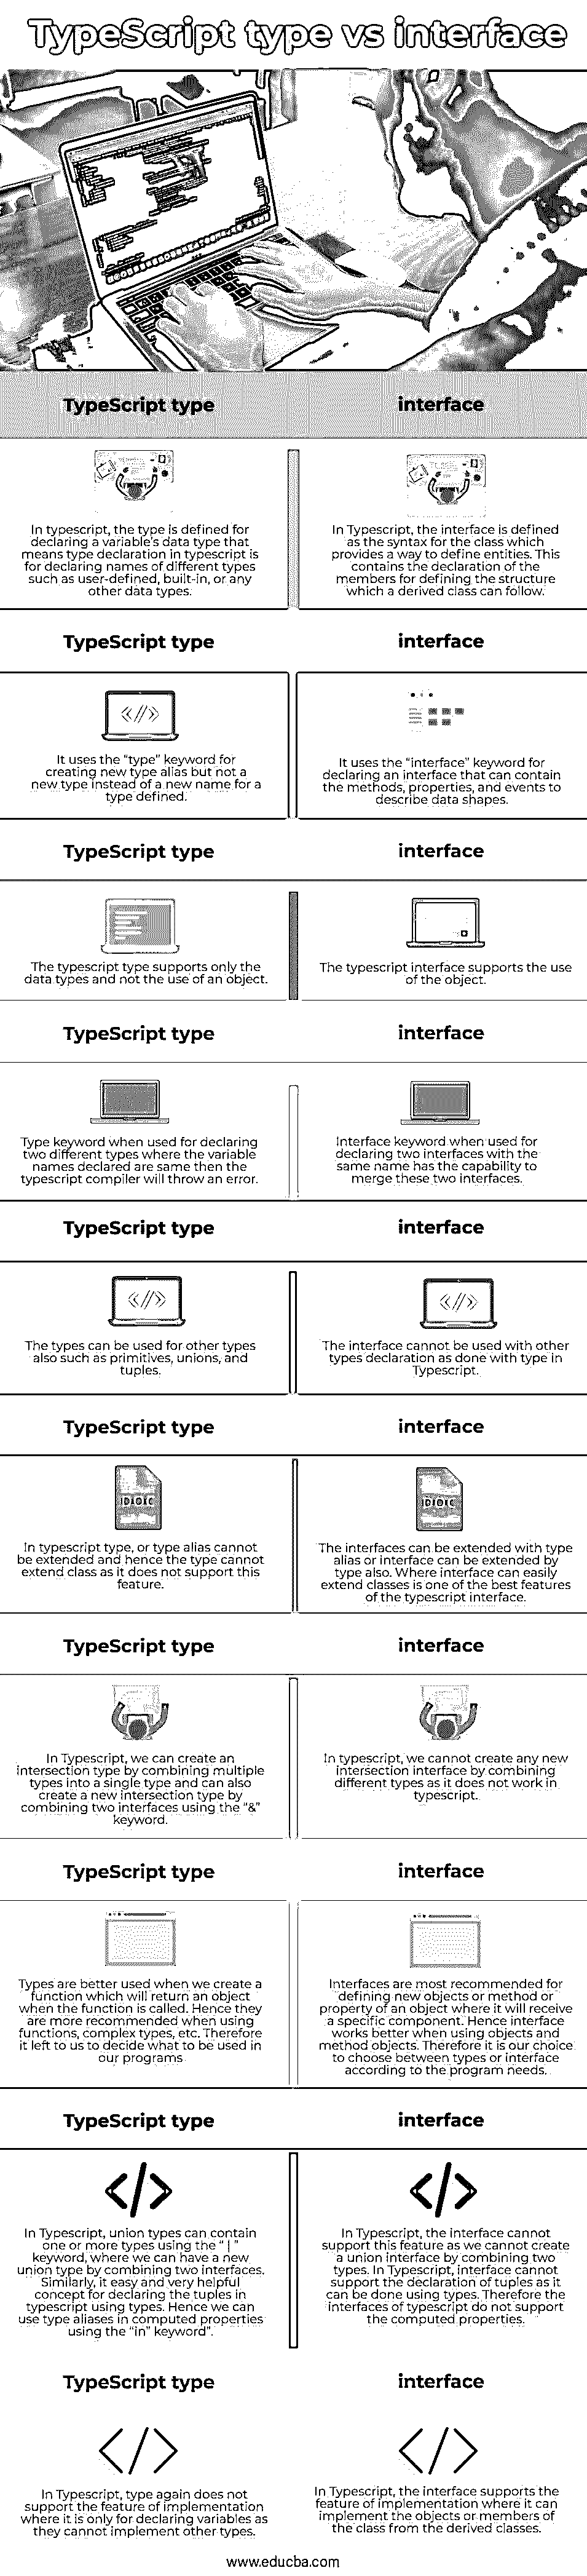 TypeScript type vs interface
TypeScript type
interface
In typescript, the type is defined for
declaring a variable's data type that
means type declaration in typescript is
for declaring names of different types
such as user-defined, built-in, or any
other data types.
In Typescript, the interface is defined
as the syntax for the class which
provides a way to define entities. This
contains the declaration of the
members for defining the structure
which a derived class can follow.
TypeScript type
interface
It uses the "type" keyword for
creating new type alias but not a
new type instead of a new name for a
type defined.
It uses the "interface" keyword for
declaring an interface that can contain
the methods, properties, and events to
describe data shapes.
TypeScript type
interface
The typescript type supports only the
data types and not the use of an object.
The typescript interface supports the use
of the object.
TypeScript type
interface
Type keyword when used for declaring
two different types where the variable
names declared are same then the
typescript compiler will throw an error.
Interface keyword when used for
declaring two interfaces with the
same name has the capability to
merge these two interfaces.
TypeScript type
interface
</>
</>
The types can be used for other types
also such as primitives, unions, and
tuples.
The interface cannot be used with other
types declaration as done with type in
Typescript.
TypeScript type
interface
In typescript type, or type alias cannot
be extended and hence the type cannot
extend class as it does not support this
feature.
The interfaces can be extended with type
alias or interface can be extended by
type also. Where interface can easily
extend classes is one of the best features
of the typescript interface.
TypeScript type
interface
In Typescript, we can create an
intersection type by combining multiple
types into a single type and can also
create a new intersection type by
combining two interfaces using the "&"
keyword.
In typescript, we cannot create any new
intersection interface by combining
different types as it does not work in
typescript.
TypeScript type
interface
Types are better used when we create a
function which will return an object
when the function is called. Hence they
are more recommended when using
functions, complex types, etc. Therefore
it left to us to decide what to be used in
our programs
Interfaces are most recommended for
defining new objects or method or
property of an object where it will receive
a specific component. Hence interface
works better when using objects and
method objects. Therefore it is our choice
to choose between types or interface
according to the program needs.
TypeScript type
interface
</>
</>
In Typescript, union types can contain
one or more types using the " | "
keyword, where we can have a new
union type by combining two interfaces.
Similarly, it easy and very helpful
concept for declaring the tuples in
typescript using types. Hence we can
use type aliases in computed properties
using the "in" keyword".
In Typescript, the interface cannot
support this feature as we cannot create
a union interface by combining two
types. In Typescript, interface cannot
support the declaration of tuples as it
can be done using types. Therefore the
interfaces of typescript do not support
the computed properties.
TypeScript type
interface
</>
</>
In Typescript, type again does not
support the feature of implementation
where it is only for declaring variables as
they cannot implement other types.
In Typescript, the interface supports the
feature of implementation where it can
implement the objects or members of
the class from the derived classes.
www.educba.com